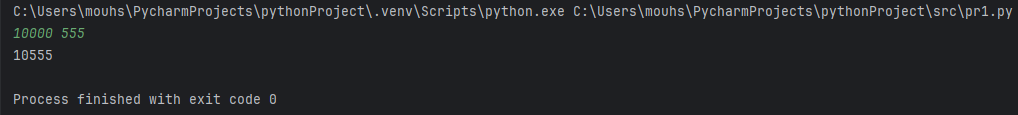 C:\Users\mouhs\PycharmProjects\pythonProject\.venv\Scripts\python.exe C:\Users\mouhs\PycharmProjects\pythonProject\src\pr1.py
10000 555
10555
Process finished with exit code 0